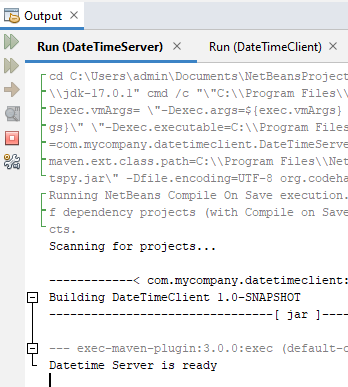 Output ×
Run (DateTimeServer) × Run (DateTimeClient) ×
cd C:\Users\admin\Documents\NetBeansProject
\\jdk-17.0.1" cmd /c "\"C:\\Program Files\\
Dexec.vmArgs= \"-Dexec.args=${exec.vmArgs}
gs}\" \"-Dexec.executable=C:\\Program Files
=com.mycompany.datetimeclient.DateTimeServer
maven.ext.class.path=C:\\Program Files\\Net
tspy.jar\" -Dfile.encoding=UTF-8 org.codeha
Running NetBeans Compile On Save execution.
f dependency projects (with Compile on Save
cts.
Scanning for projects...
------------< com.mycompany.datetimeclient:
Building DateTimeClient 1.0-SNAPSHOT
--------------------------------[ jar ]----
--- exec-maven-plugin:3.0.0:exec (default-c
Datetime Server is ready